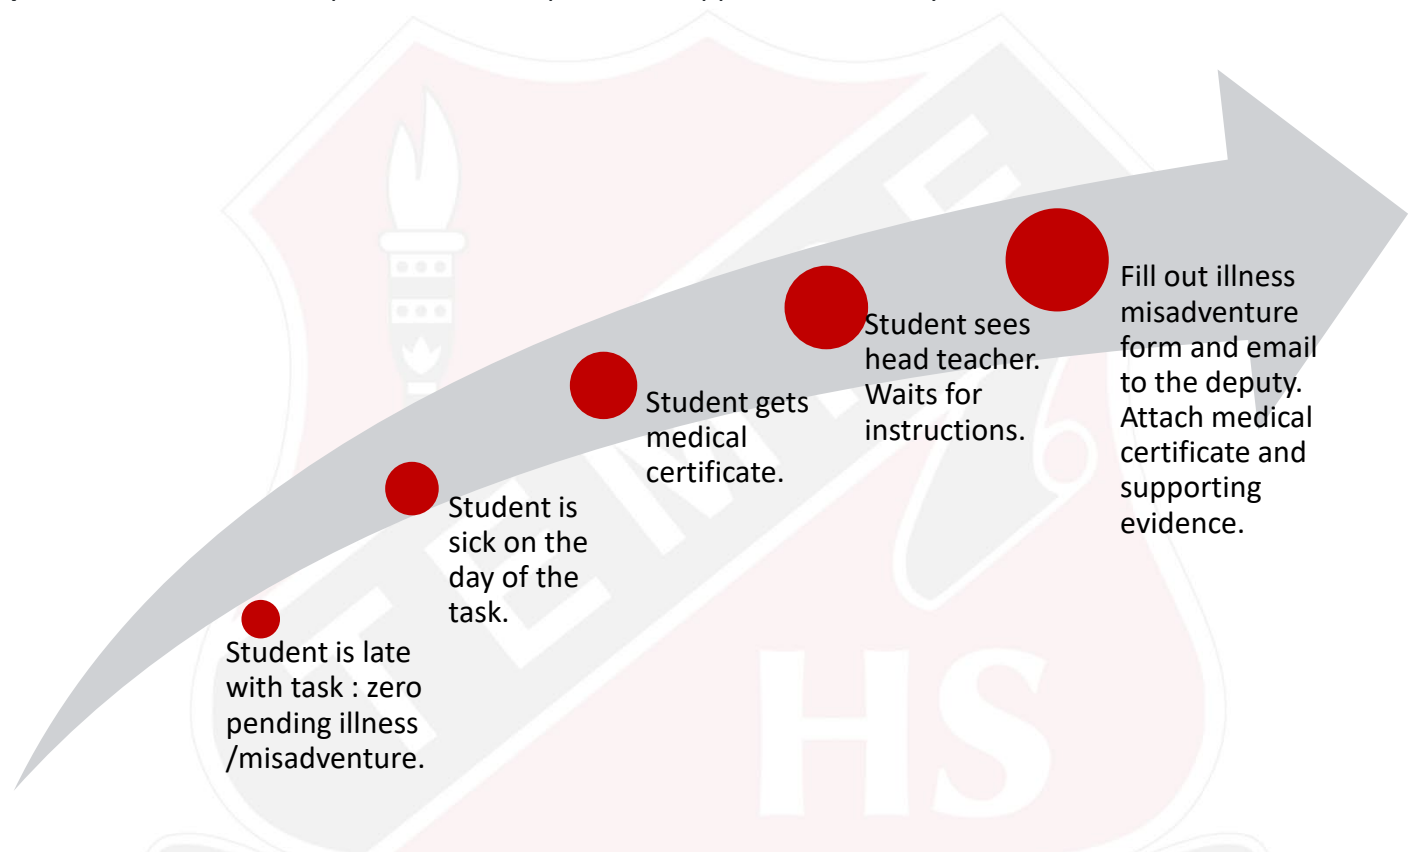 Student is late
with task : zero
pending illness
/misadventure.
Student is
sick on the
day of the
task.
Student gets
medical
certificate.
Student sees
head teacher.
Waits for
instructions.
Fill out illness
misadventure
form and email
to the deputy.
Attach medical
certificate and
supporting
evidence.
TEMPE
HS